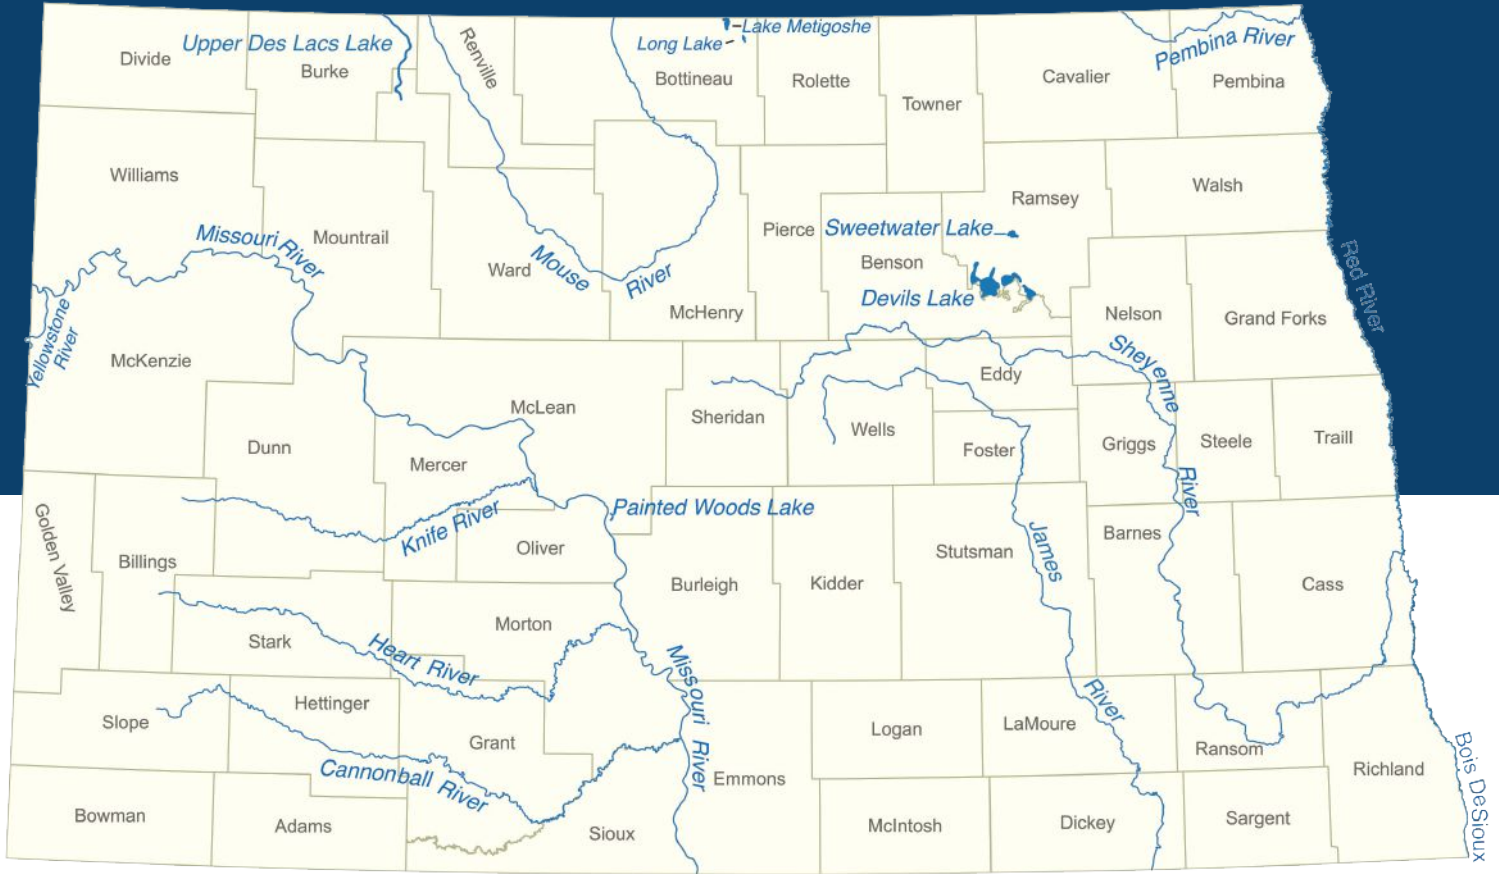 Divide
Upper Des Lacs Lake
Burke
Renville
Lake Metigoshe
Long Lake
Bottineau
Rolette
Towner
Cavalier
Pembina River
Pembina
Williams
Mountrail
Missouri River
Ward
Mouse
River
McHenry
Pierce
Sweetwater Lake
Benson
Devils Lake
Ramsey
Walsh
Nelson
Grand Forks
Red River
Yellowstone
River
McKenzie
Dunn
McLean
Mercer
Sheridan
Wells
Eddy
Foster
Sheyenne
River
Griggs
Steele
Traill
Golden Valley
Billings
Knife River
Oliver
Painted Woods Lake
Burleigh
Kidder
Stutsman
James
River
Barnes
Cass
Stark
Heart River
Morton
Missouri
River
Slope
Hettinger
Grant
Cannonball River
Emmons
Logan
LaMoure
Ransom
Richland
Bois DeSioux
Bowman
Adams
Sioux
McIntosh
Dickey
Sargent